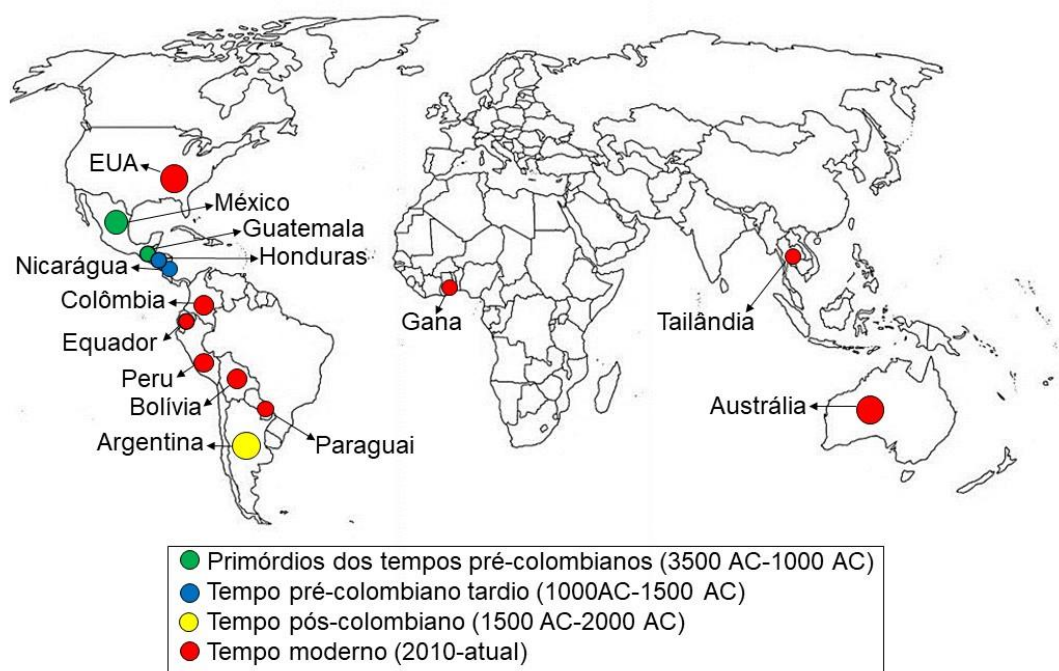 EUA
México
Guatemala
Honduras
Nicarágua
Colômbia
Equador
Peru
Bolívia
Argentina
Paraguai
Gana
Tailândia
Austrália
Primórdios dos tempos pré-colombianos (3500 AC-1000 AC)
Tempo pré-colombiano tardio (1000AC-1500 AC)
Tempo pós-colombiano (1500 AC-2000 AC)
Tempo moderno (2010-atual)